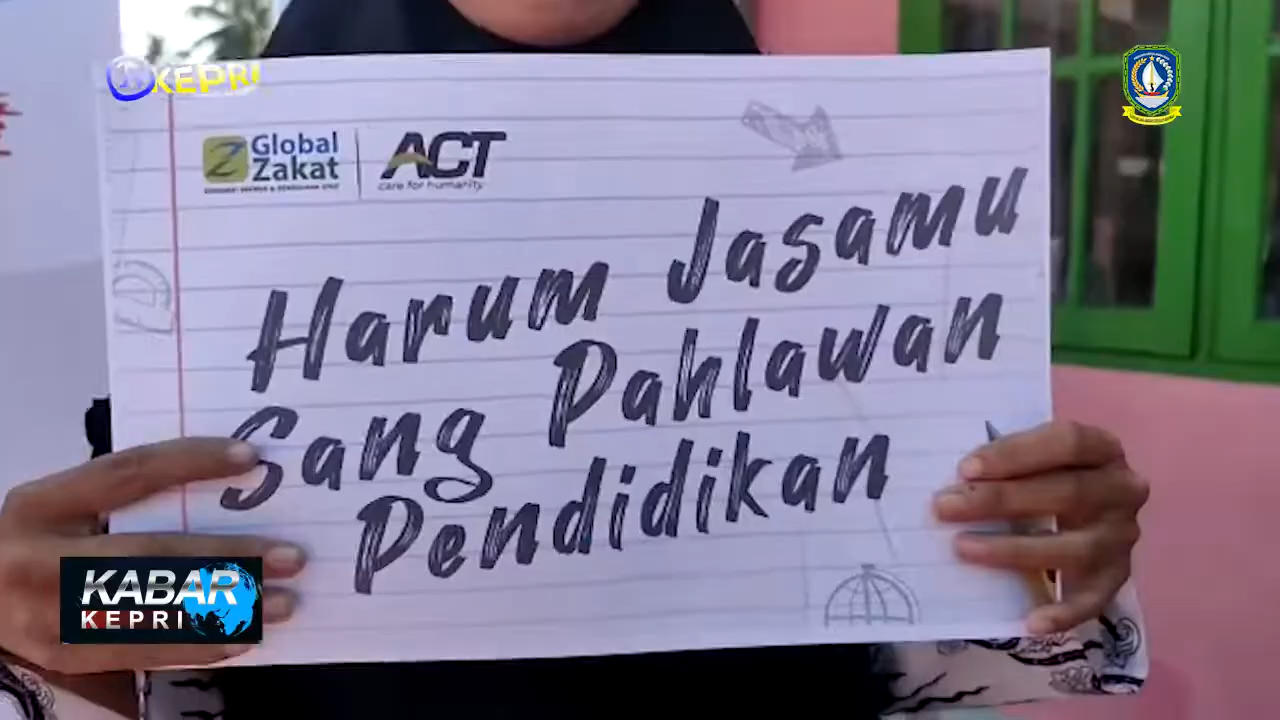 KEPRI
Global
Zakat
ACT
care for humanity
Harum Jasamu
Sang Pahlawan
Pendidikan
KABAR
KEPRI